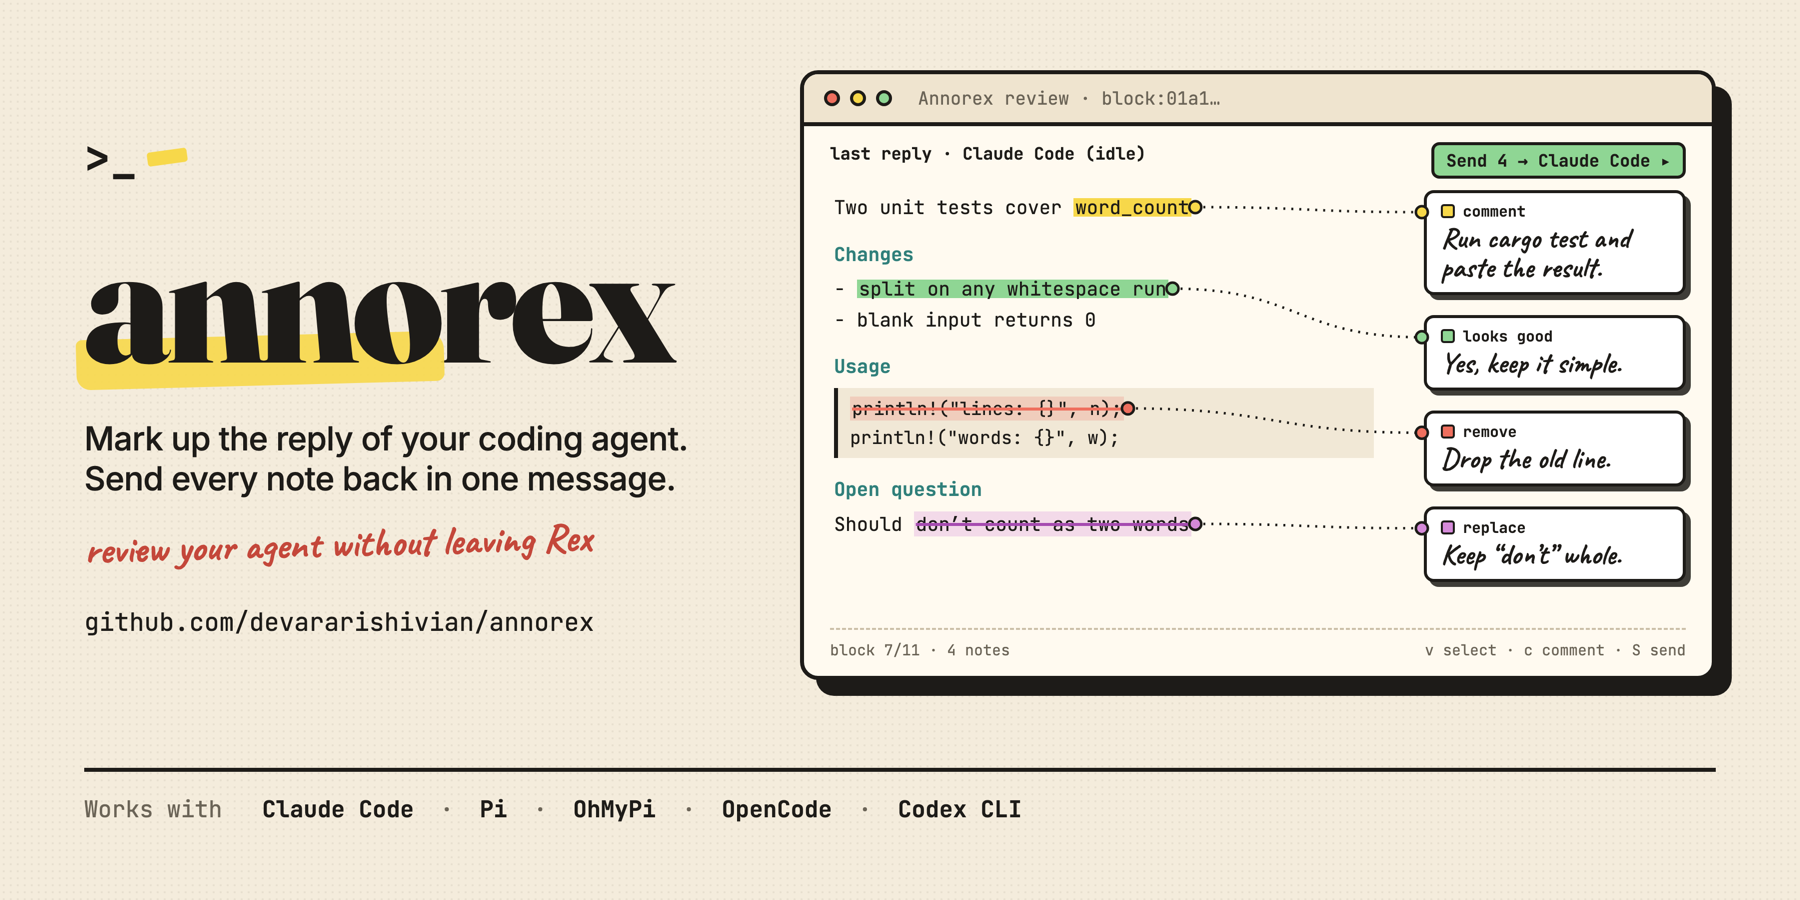 >_
annorex
Mark up the reply of your coding agent.
Send every note back in one message.
review your agent without leaving Rex
github.com/devararishivian/annorex
Annorex review · block:01a1…
last reply · Claude Code (idle)
Send 4 → Claude Code ▸
Two unit tests cover word_count
Changes
- split on any whitespace run
- blank input returns 0
Usage
println!("lines: {}", n);
println!("words: {}", w);
Open question
Should don’t count as two words
comment
Run cargo test and
paste the result.
looks good
Yes, keep it simple.
remove
Drop the old line.
replace
Keep “don’t” whole.
block 7/11 · 4 notes
v select · c comment · S send
Works with Claude Code · Pi · OhMyPi · OpenCode · Codex CLI